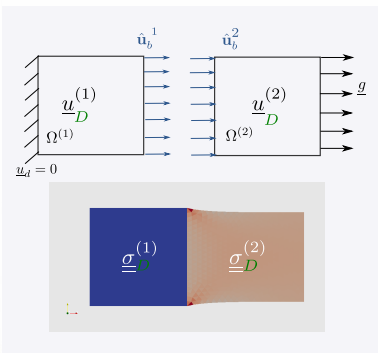 û_b^1 û_b^2
u_D^(1) u_D^(2) g
Ω^(1) Ω^(2)
u_d = 0
σ_D^(1) σ_D^(2)